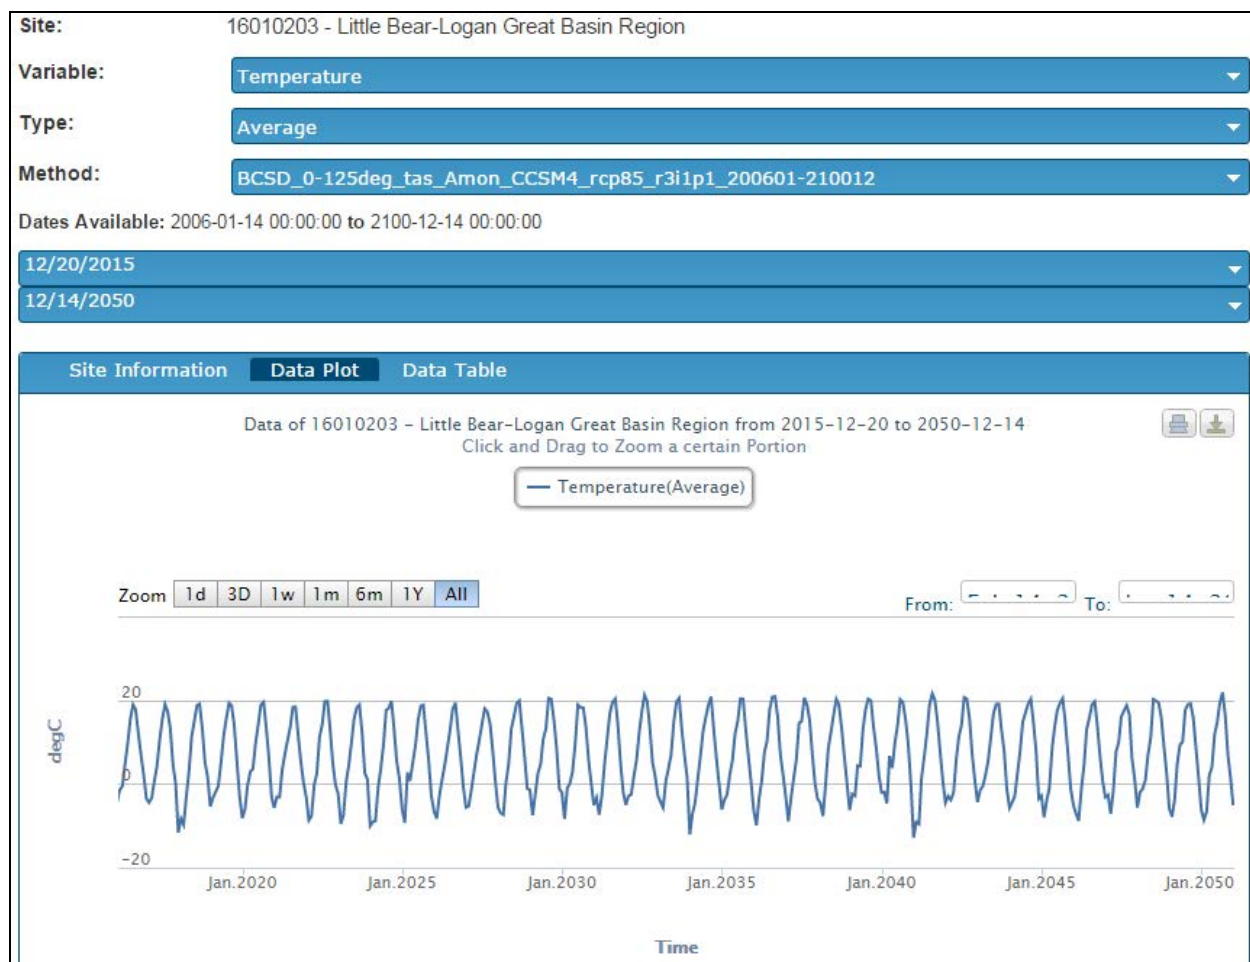 Site: 16010203 - Little Bear-Logan Great Basin Region
Variable: Temperature
Type: Average
Method: BCSD_0-125deg_tas_Amon_CCSM4_rcp85_r3i1p1_200601-210012
Dates Available: 2006-01-14 00:00:00 to 2100-12-14 00:00:00
12/20/2015
12/14/2050
Site Information Data Plot Data Table
Data of 16010203 - Little Bear-Logan Great Basin Region from 2015-12-20 to 2050-12-14
Click and Drag to Zoom a certain Portion
Temperature(Average)
Zoom 1d 3D 1w 1m 6m 1Y All From: To:
20
degC
0
-20
Jan.2020 Jan.2025 Jan.2030 Jan.2035 Jan.2040 Jan.2045 Jan.2050
Time